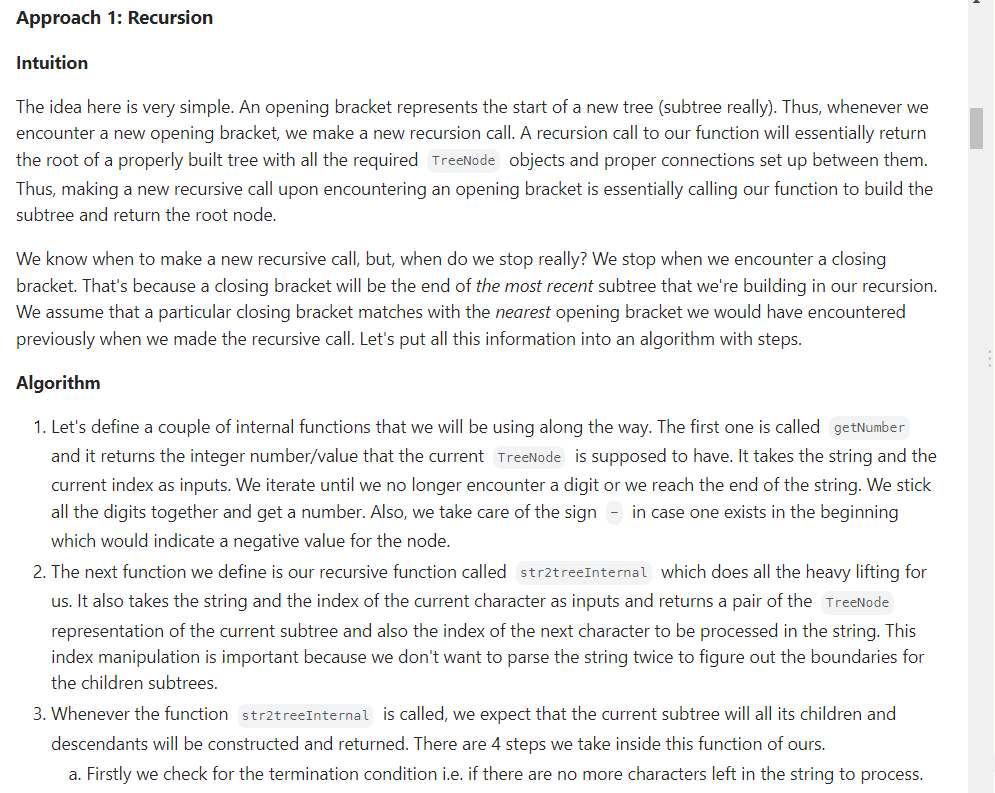 Approach 1: Recursion
Intuition
The idea here is very simple. An opening bracket represents the start of a new tree (subtree really). Thus, whenever we
encounter a new opening bracket, we make a new recursion call. A recursion call to our function will essentially return
the root of a properly built tree with all the required TreeNode objects and proper connections set up between them.
Thus, making a new recursive call upon encountering an opening bracket is essentially calling our function to build the
subtree and return the root node.
We know when to make a new recursive call, but, when do we stop really? We stop when we encounter a closing
bracket. That's because a closing bracket will be the end of the most recent subtree that we're building in our recursion.
We assume that a particular closing bracket matches with the nearest opening bracket we would have encountered
previously when we made the recursive call. Let's put all this information into an algorithm with steps.
Algorithm
1. Let's define a couple of internal functions that we will be using along the way. The first one is called getNumber
and it returns the integer number/value that the current TreeNode is supposed to have. It takes the string and the
current index as inputs. We iterate until we no longer encounter a digit or we reach the end of the string. We stick
all the digits together and get a number. Also, we take care of the sign - in case one exists in the beginning
which would indicate a negative value for the node.
2. The next function we define is our recursive function called str2treeInternal which does all the heavy lifting for
us. It also takes the string and the index of the current character as inputs and returns a pair of the TreeNode
representation of the current subtree and also the index of the next character to be processed in the string. This
index manipulation is important because we don't want to parse the string twice to figure out the boundaries for
the children subtrees.
3. Whenever the function str2treeInternal is called, we expect that the current subtree will all its children and
descendants will be constructed and returned. There are 4 steps we take inside this function of ours.
a. Firstly we check for the termination condition i.e. if there are no more characters left in the string to process.